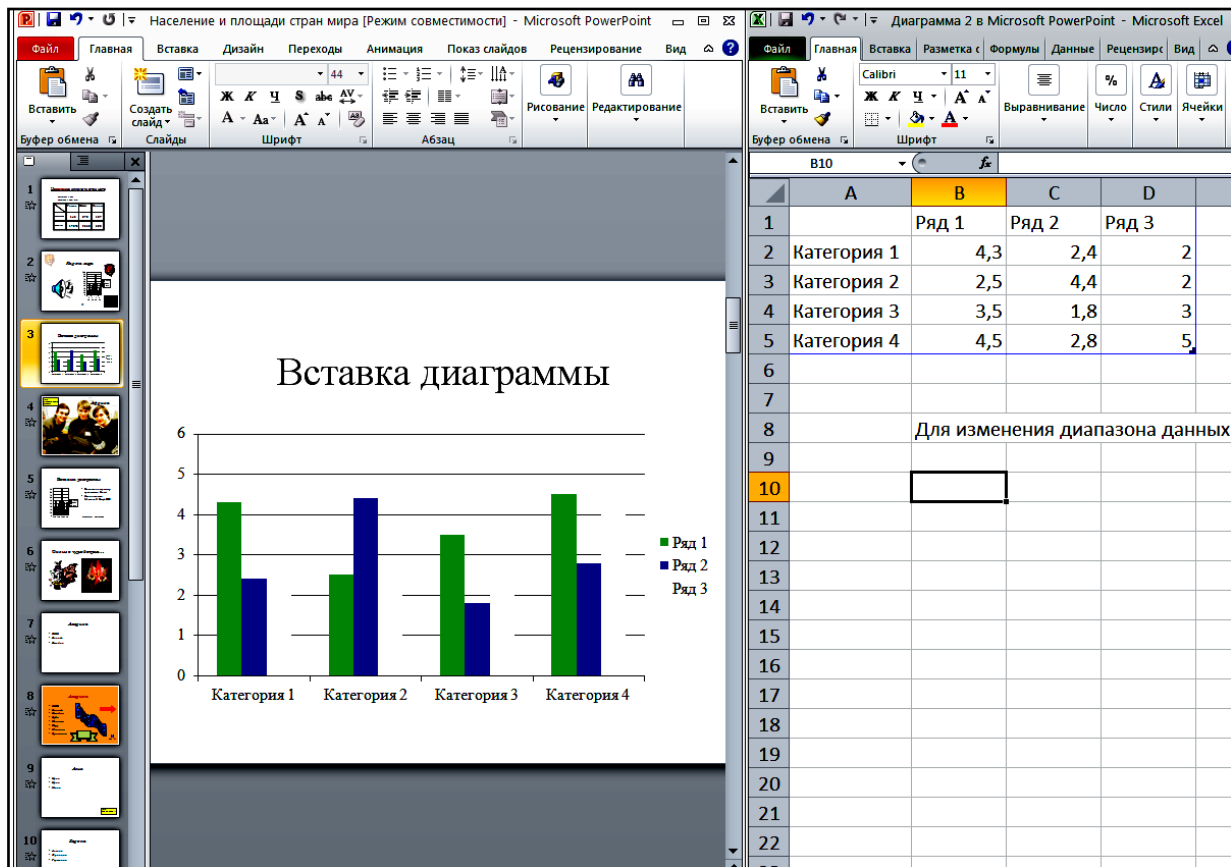 Население и площади стран мира [Режим совместимости] - Microsoft PowerPoint
Файл Главная Вставка Дизайн Переходы Анимация Показ слайдов Рецензирование Вид
44
Вставить
Создать слайд
Ж К Ч S abc AV
A Aa A A
Рисование Редактирование
Буфер обмена Слайды Шрифт Абзац
1
2
3
4
5
6
7
8
9
10
Вставка диаграммы
6
5
4
3
2
1
0
Категория 1 Категория 2 Категория 3 Категория 4
Ряд 1
Ряд 2
Ряд 3
Диаграмма 2 в Microsoft PowerPoint - Microsoft Excel
Файл Главная Вставка Разметка с Формулы Данные Рецензирс Вид
Calibri 11
Вставить
Ж К Ч A A
A
Выравнивание
%
Число
Стили
Ячейки
Буфер обмена Шрифт
B10 fx
A B C D
1 Ряд 1 Ряд 2 Ряд 3
2 Категория 1 4,3 2,4 2
3 Категория 2 2,5 4,4 2
4 Категория 3 3,5 1,8 3
5 Категория 4 4,5 2,8 5
6
7
8 Для изменения диапазона данных
9
10
11
12
13
14
15
16
17
18
19
20
21
22